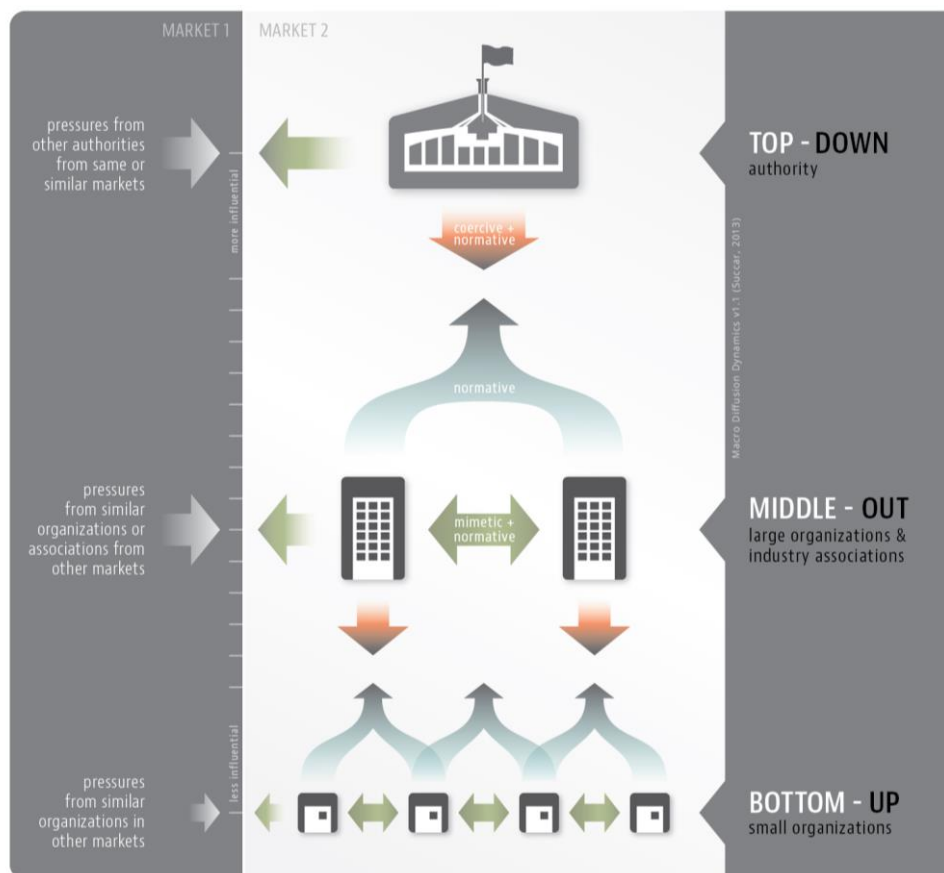 MARKET 1
MARKET 2
pressures from
other authorities
from same or
similar markets
more influential
TOP - DOWN
authority
coercive +
normative
Macro Diffusion Dynamics v1.1 (Succar, 2013)
normative
pressures
from similar
organizations or
associations from
other markets
mimetic +
normative
MIDDLE - OUT
large organizations &
industry associations
less influential
pressures
from similar
organizations in
other markets
BOTTOM - UP
small organizations